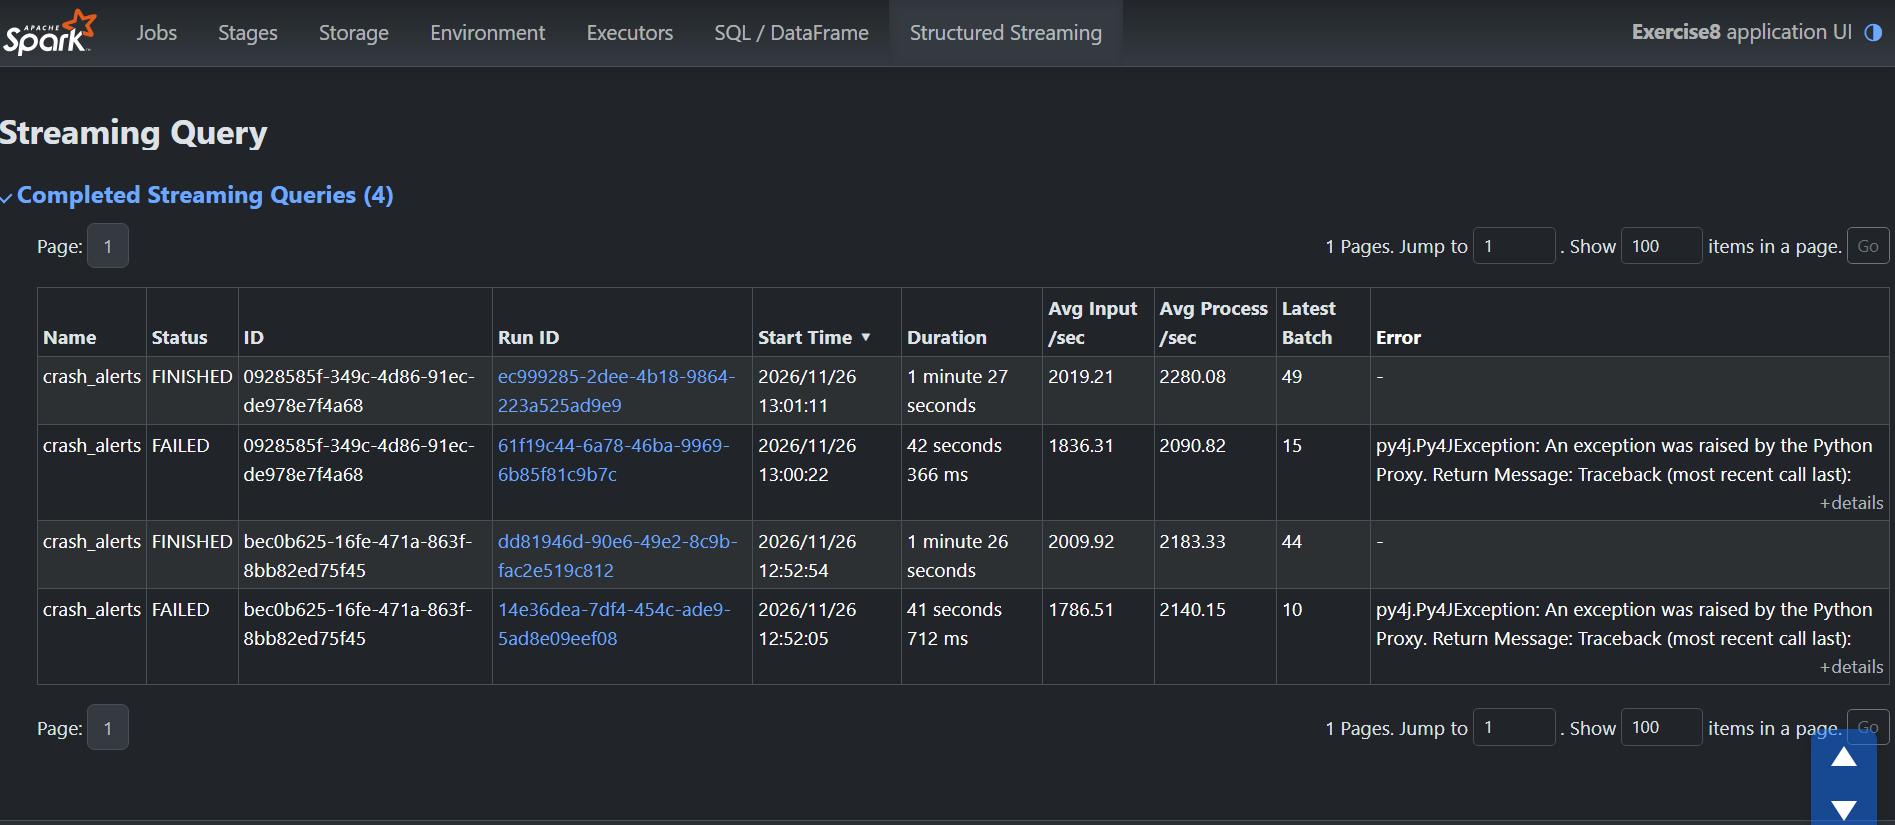 APACHE
Spark™
Jobs
Stages
Storage
Environment
Executors
SQL / DataFrame
Structured Streaming
Exercise8 application UI
Streaming Query
Completed Streaming Queries (4)
Page: 1
1 Pages. Jump to 1 . Show 100 items in a page. Go
Name
Status
ID
Run ID
Start Time ▼
Duration
Avg Input
/sec
Avg Process
/sec
Latest
Batch
Error
crash_alerts
FINISHED
0928585f-349c-4d86-91ec-
de978e7f4a68
ec999285-2dee-4b18-9864-
223a525ad9e9
2026/11/26
13:01:11
1 minute 27
seconds
2019.21
2280.08
49
-
crash_alerts
FAILED
0928585f-349c-4d86-91ec-
de978e7f4a68
61f19c44-6a78-46ba-9969-
6b85f81c9b7c
2026/11/26
13:00:22
42 seconds
366 ms
1836.31
2090.82
15
py4j.Py4JException: An exception was raised by the Python
Proxy. Return Message: Traceback (most recent call last):
+details
crash_alerts
FINISHED
bec0b625-16fe-471a-863f-
8bb82ed75f45
dd81946d-90e6-49e2-8c9b-
fac2e519c812
2026/11/26
12:52:54
1 minute 26
seconds
2009.92
2183.33
44
-
crash_alerts
FAILED
bec0b625-16fe-471a-863f-
8bb82ed75f45
14e36dea-7df4-454c-ade9-
5ad8e09eef08
2026/11/26
12:52:05
41 seconds
712 ms
1786.51
2140.15
10
py4j.Py4JException: An exception was raised by the Python
Proxy. Return Message: Traceback (most recent call last):
+details
Page: 1
1 Pages. Jump to 1 . Show 100 items in a page. Go